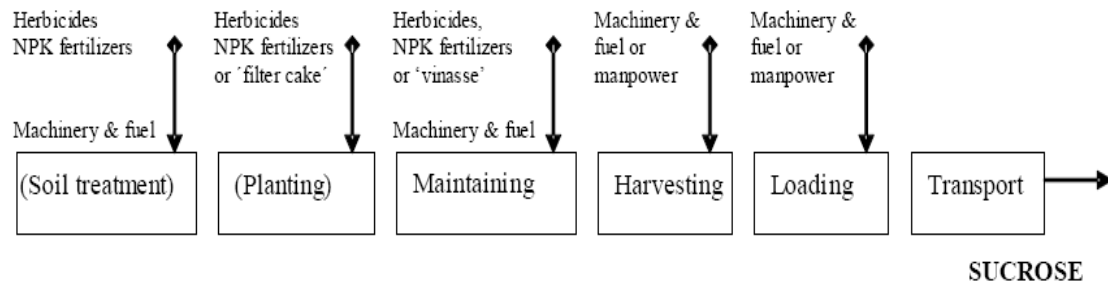 Herbicides
NPK fertilizers
Machinery & fuel
(Soil treatment)
Herbicides
NPK fertilizers
or ´filter cake´
(Planting)
Herbicides,
NPK fertilizers
or ‘vinasse’
Machinery & fuel
Maintaining
Machinery &
fuel or
manpower
Harvesting
Machinery &
fuel or
manpower
Loading
Transport
SUCROSE